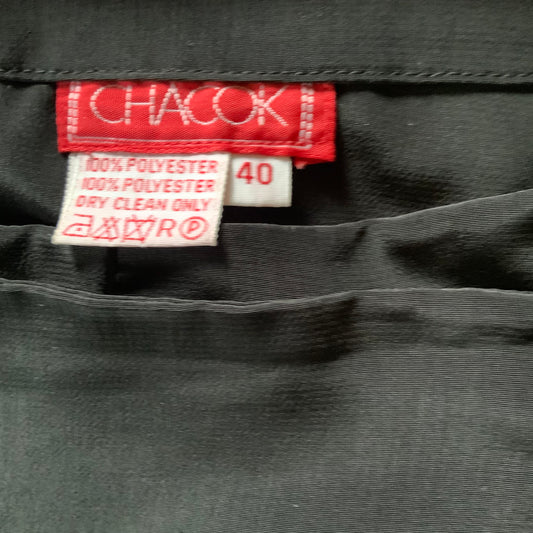 CHACOK
100% POLYESTER
100% POLYESTER
DRY CLEAN ONLY
R P
40